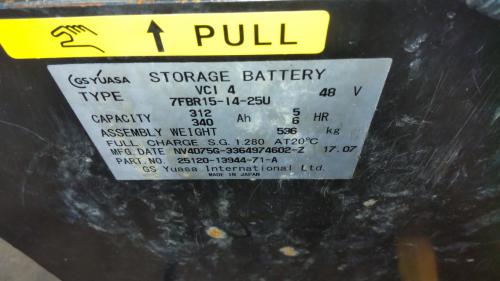 ↑ PULL
GS YUASA STORAGE BATTERY
VCI 4 48 V
TYPE 7FBR15-14-25U
CAPACITY 312 Ah 5 HR
340 6
ASSEMBLY WEIGHT 536 kg
FULL CHARGE S.G. 1.280 AT20℃
MFG. DATE NV4D75G-3364974602-Z 17.07
PART. NO. 25120-13944-71-A
GS Yuasa International Ltd.
MADE IN JAPAN